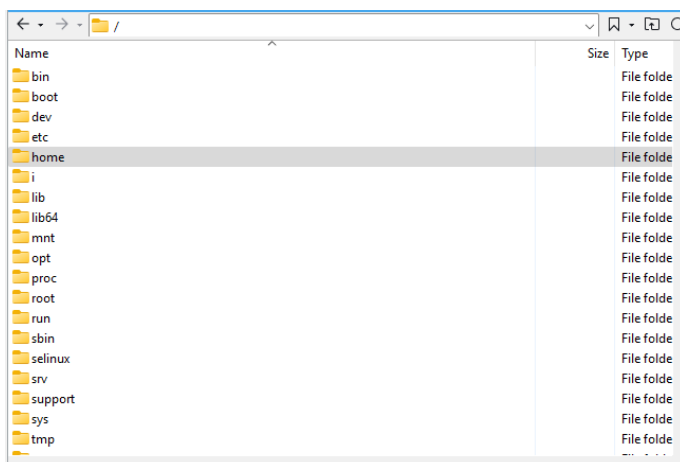 /
Name Size Type
bin File folde
boot File folde
dev File folde
etc File folde
home File folde
i File folde
lib File folde
lib64 File folde
mnt File folde
opt File folde
proc File folde
root File folde
run File folde
sbin File folde
selinux File folde
srv File folde
support File folde
sys File folde
tmp File folde